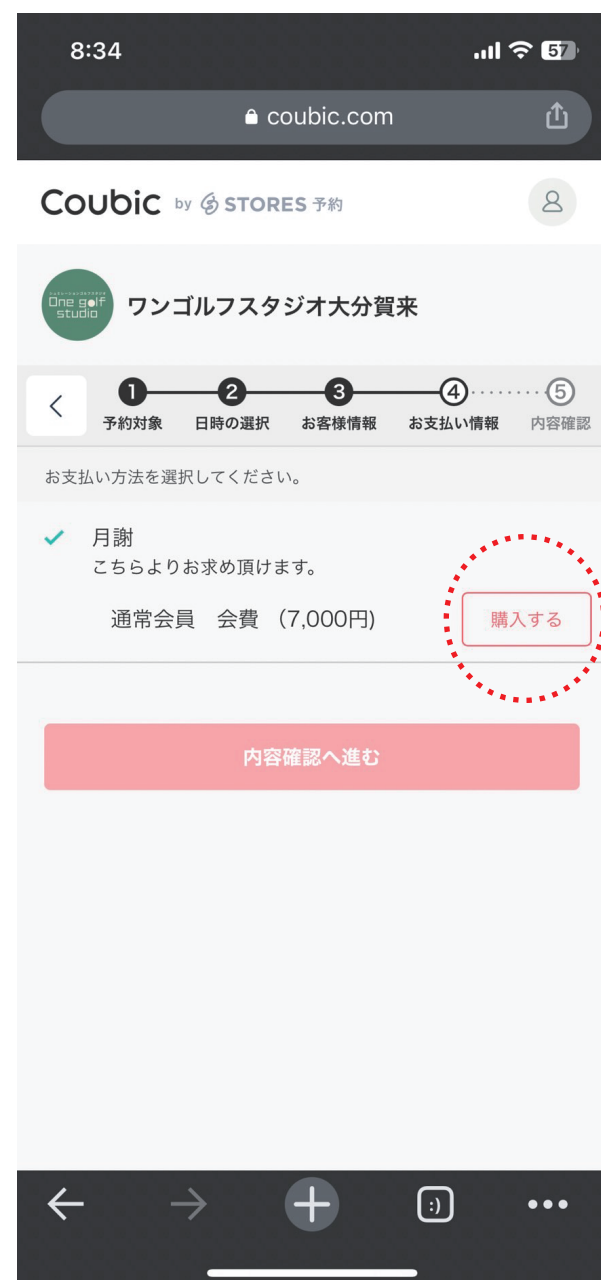 8:34
57
coubic.com
Coubic by STORES 予約
One golf
studio
ワンゴルフスタジオ大分賀来
1 2 3 4 5
予約対象 日時の選択 お客様情報 お支払い情報 内容確認
お支払い方法を選択してください。
月謝
こちらよりお求め頂けます。
通常会員 会費 (7,000円)
購入する
内容確認へ進む
:)